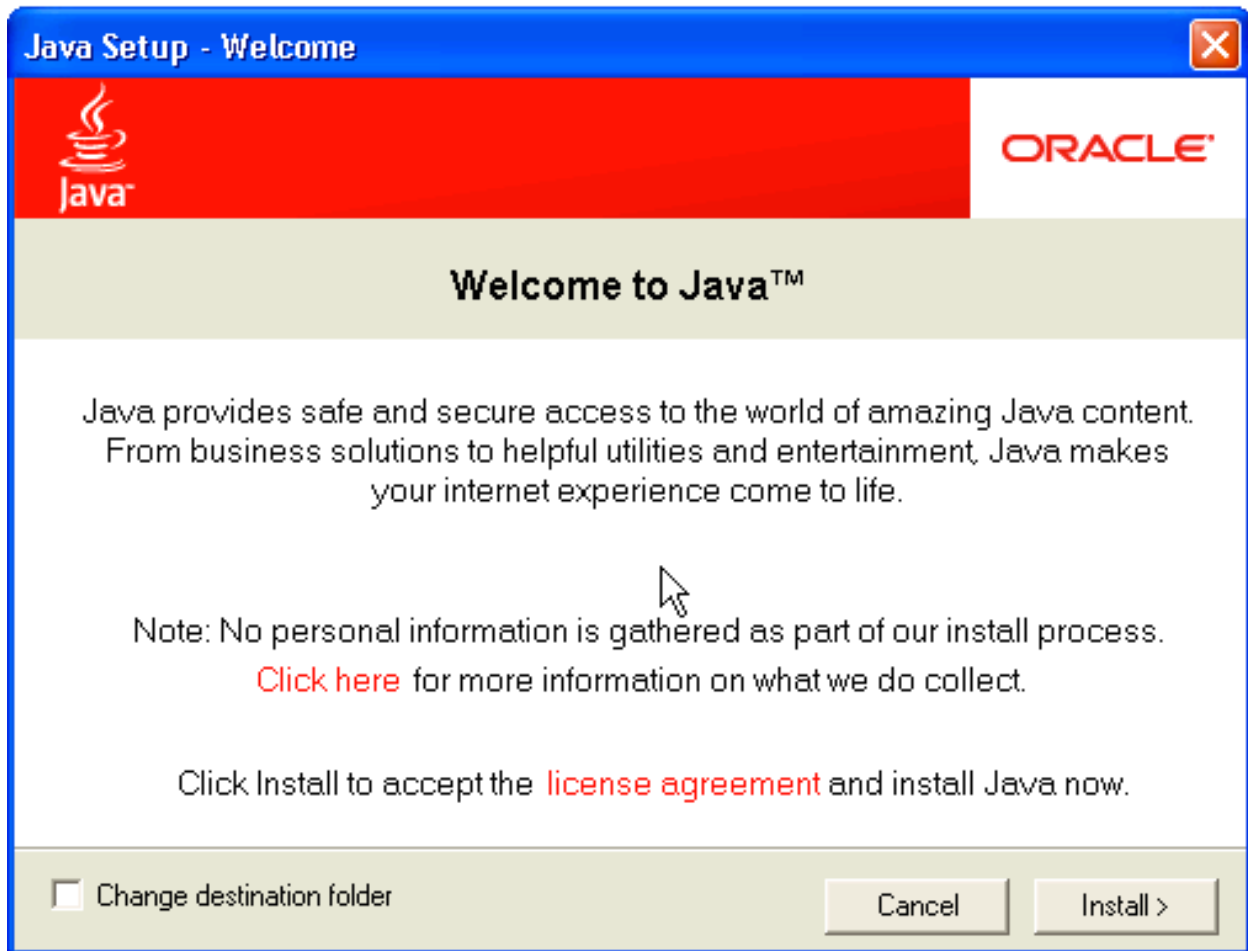 Java Setup - Welcome
Java™
ORACLE®
Welcome to Java™
Java provides safe and secure access to the world of amazing Java content.
From business solutions to helpful utilities and entertainment, Java makes
your internet experience come to life.
Note: No personal information is gathered as part of our install process.
Click here for more information on what we do collect.
Click Install to accept the license agreement and install Java now.
Change destination folder
Cancel
Install >